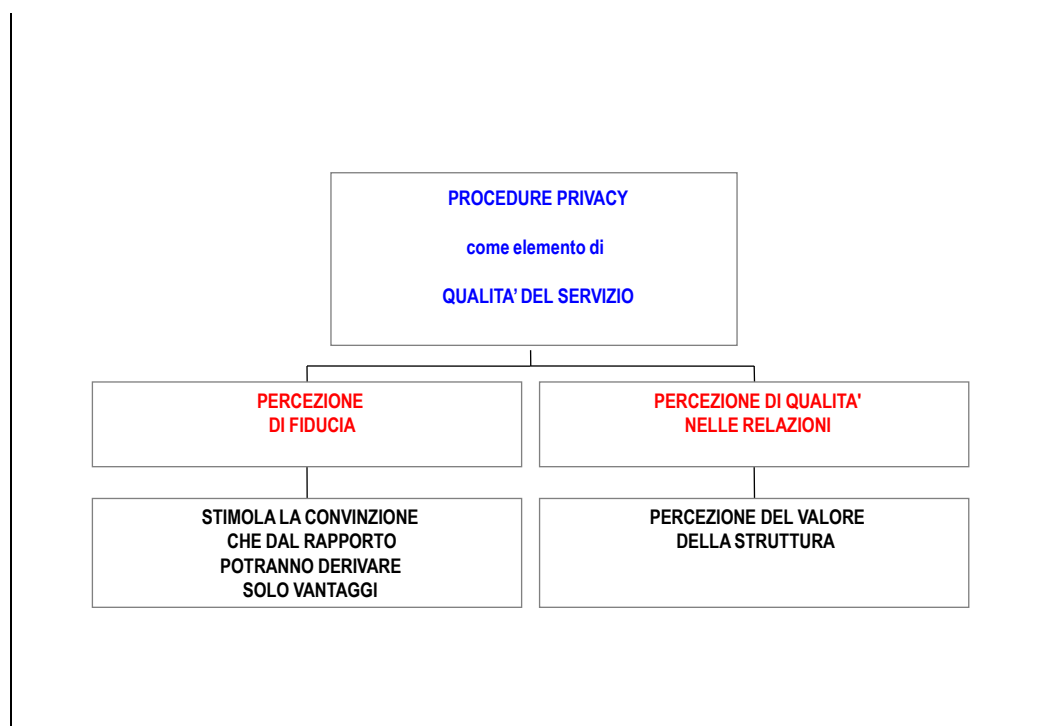 PROCEDURE PRIVACY
come elemento di
QUALITA’ DEL SERVIZIO
PERCEZIONE
DI FIDUCIA
PERCEZIONE DI QUALITA'
NELLE RELAZIONI
STIMOLA LA CONVINZIONE
CHE DAL RAPPORTO
POTRANNO DERIVARE
SOLO VANTAGGI
PERCEZIONE DEL VALORE
DELLA STRUTTURA